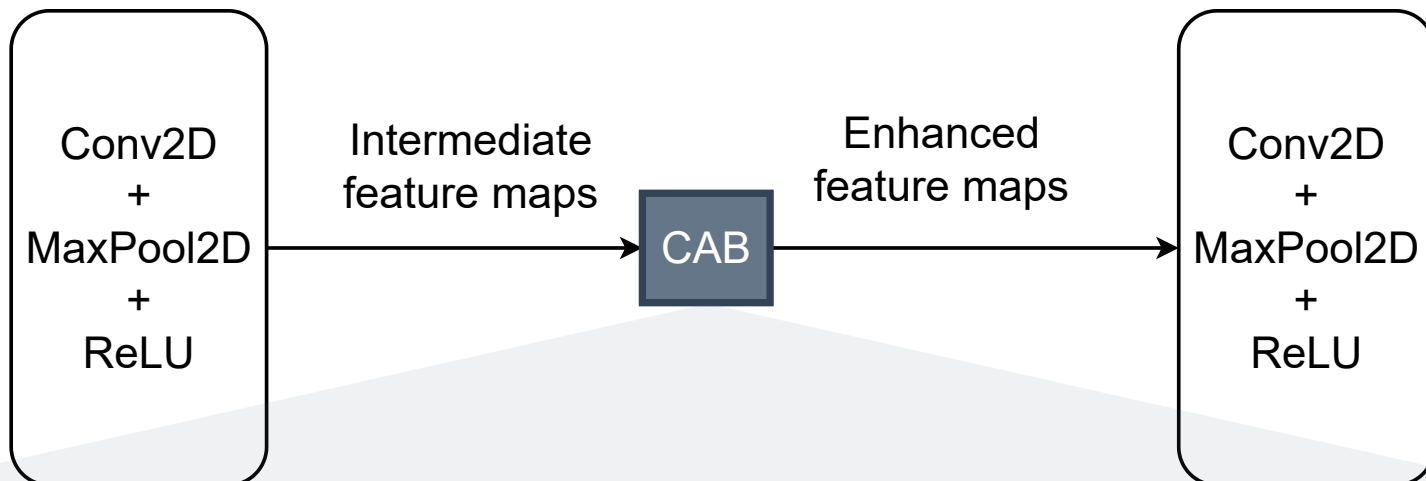 Conv2D
+
MaxPool2D
+
ReLU
Intermediate
feature maps
CAB
Enhanced
feature maps
Conv2D
+
MaxPool2D
+
ReLU